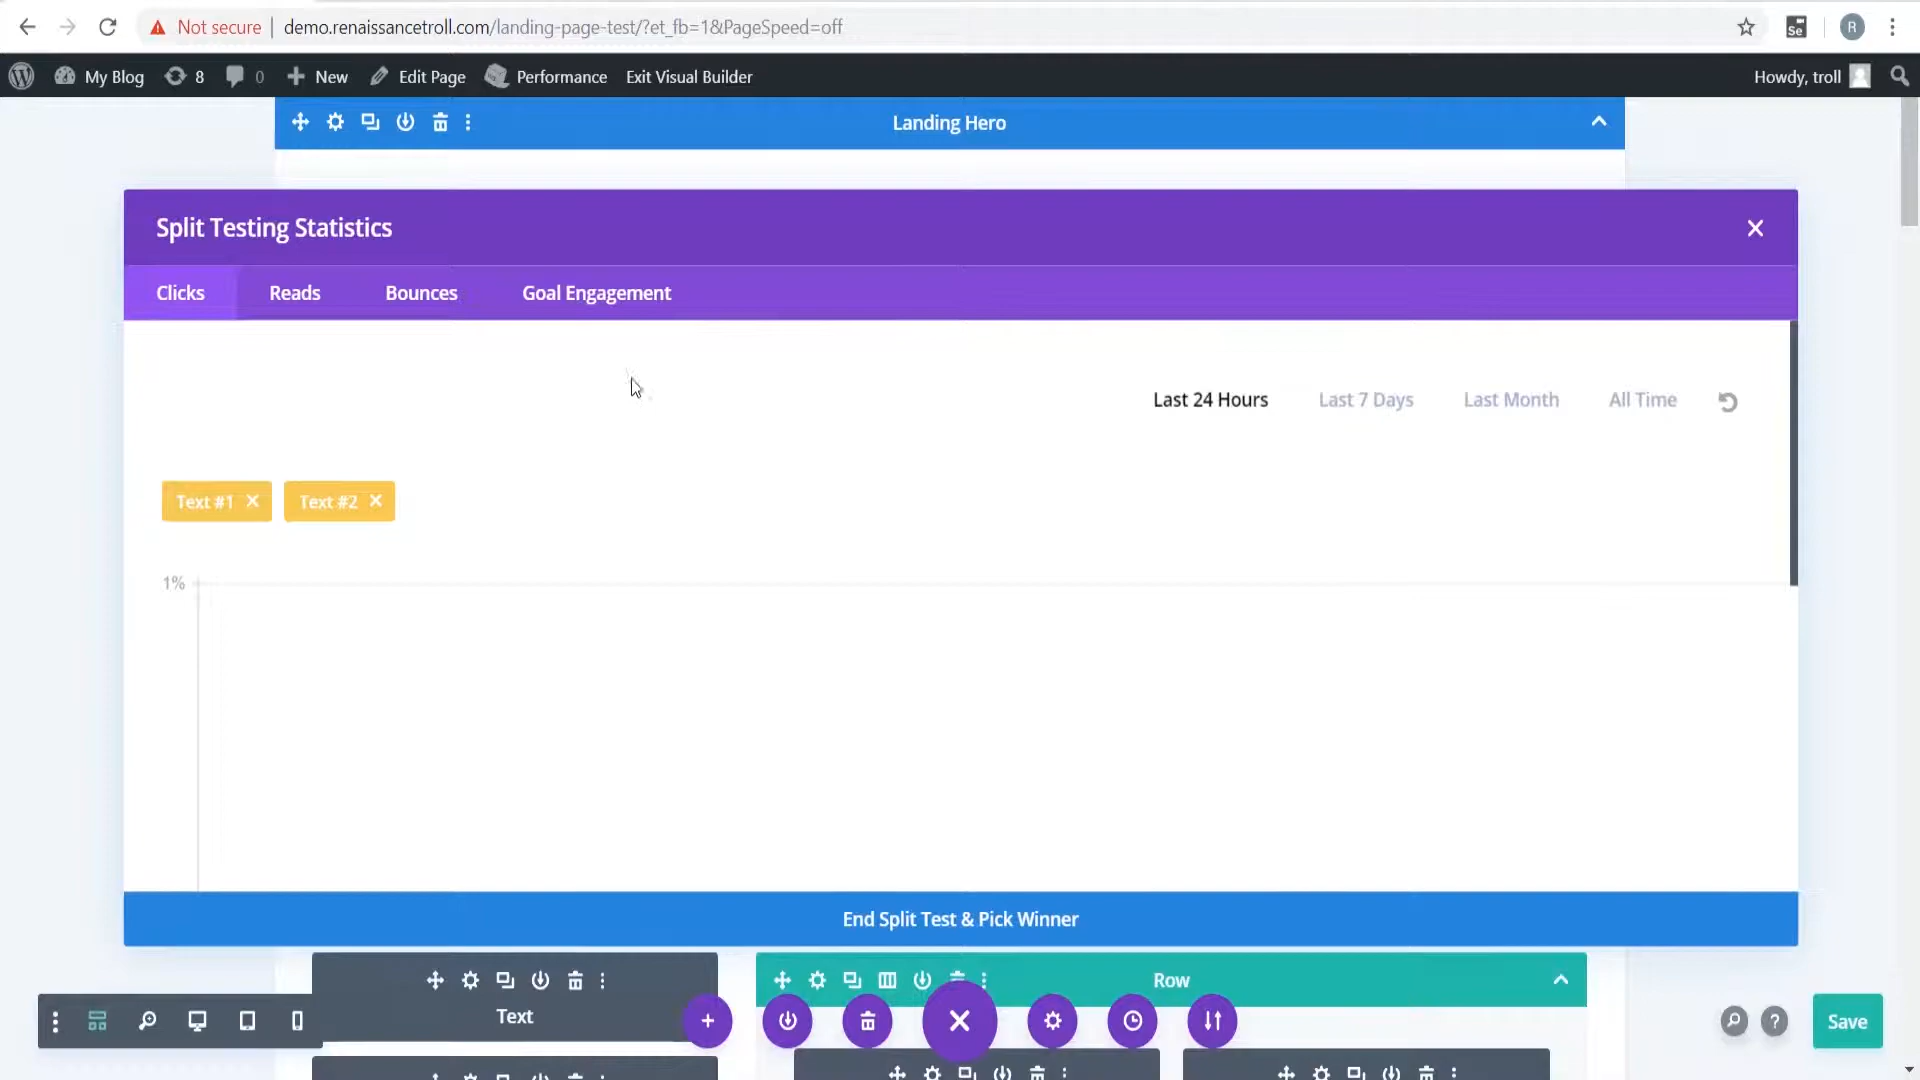 Not secure | demo.renaissancetroll.com/landing-page-test/?et_fb=1&PageSpeed=off
Se
R
My Blog 8 0 New Edit Page Performance Exit Visual Builder Howdy, troll
Landing Hero
Split Testing Statistics
Clicks Reads Bounces Goal Engagement
Last 24 Hours Last 7 Days Last Month All Time
Text #1 Text #2
1%
End Split Test & Pick Winner
Row
Text
? Save